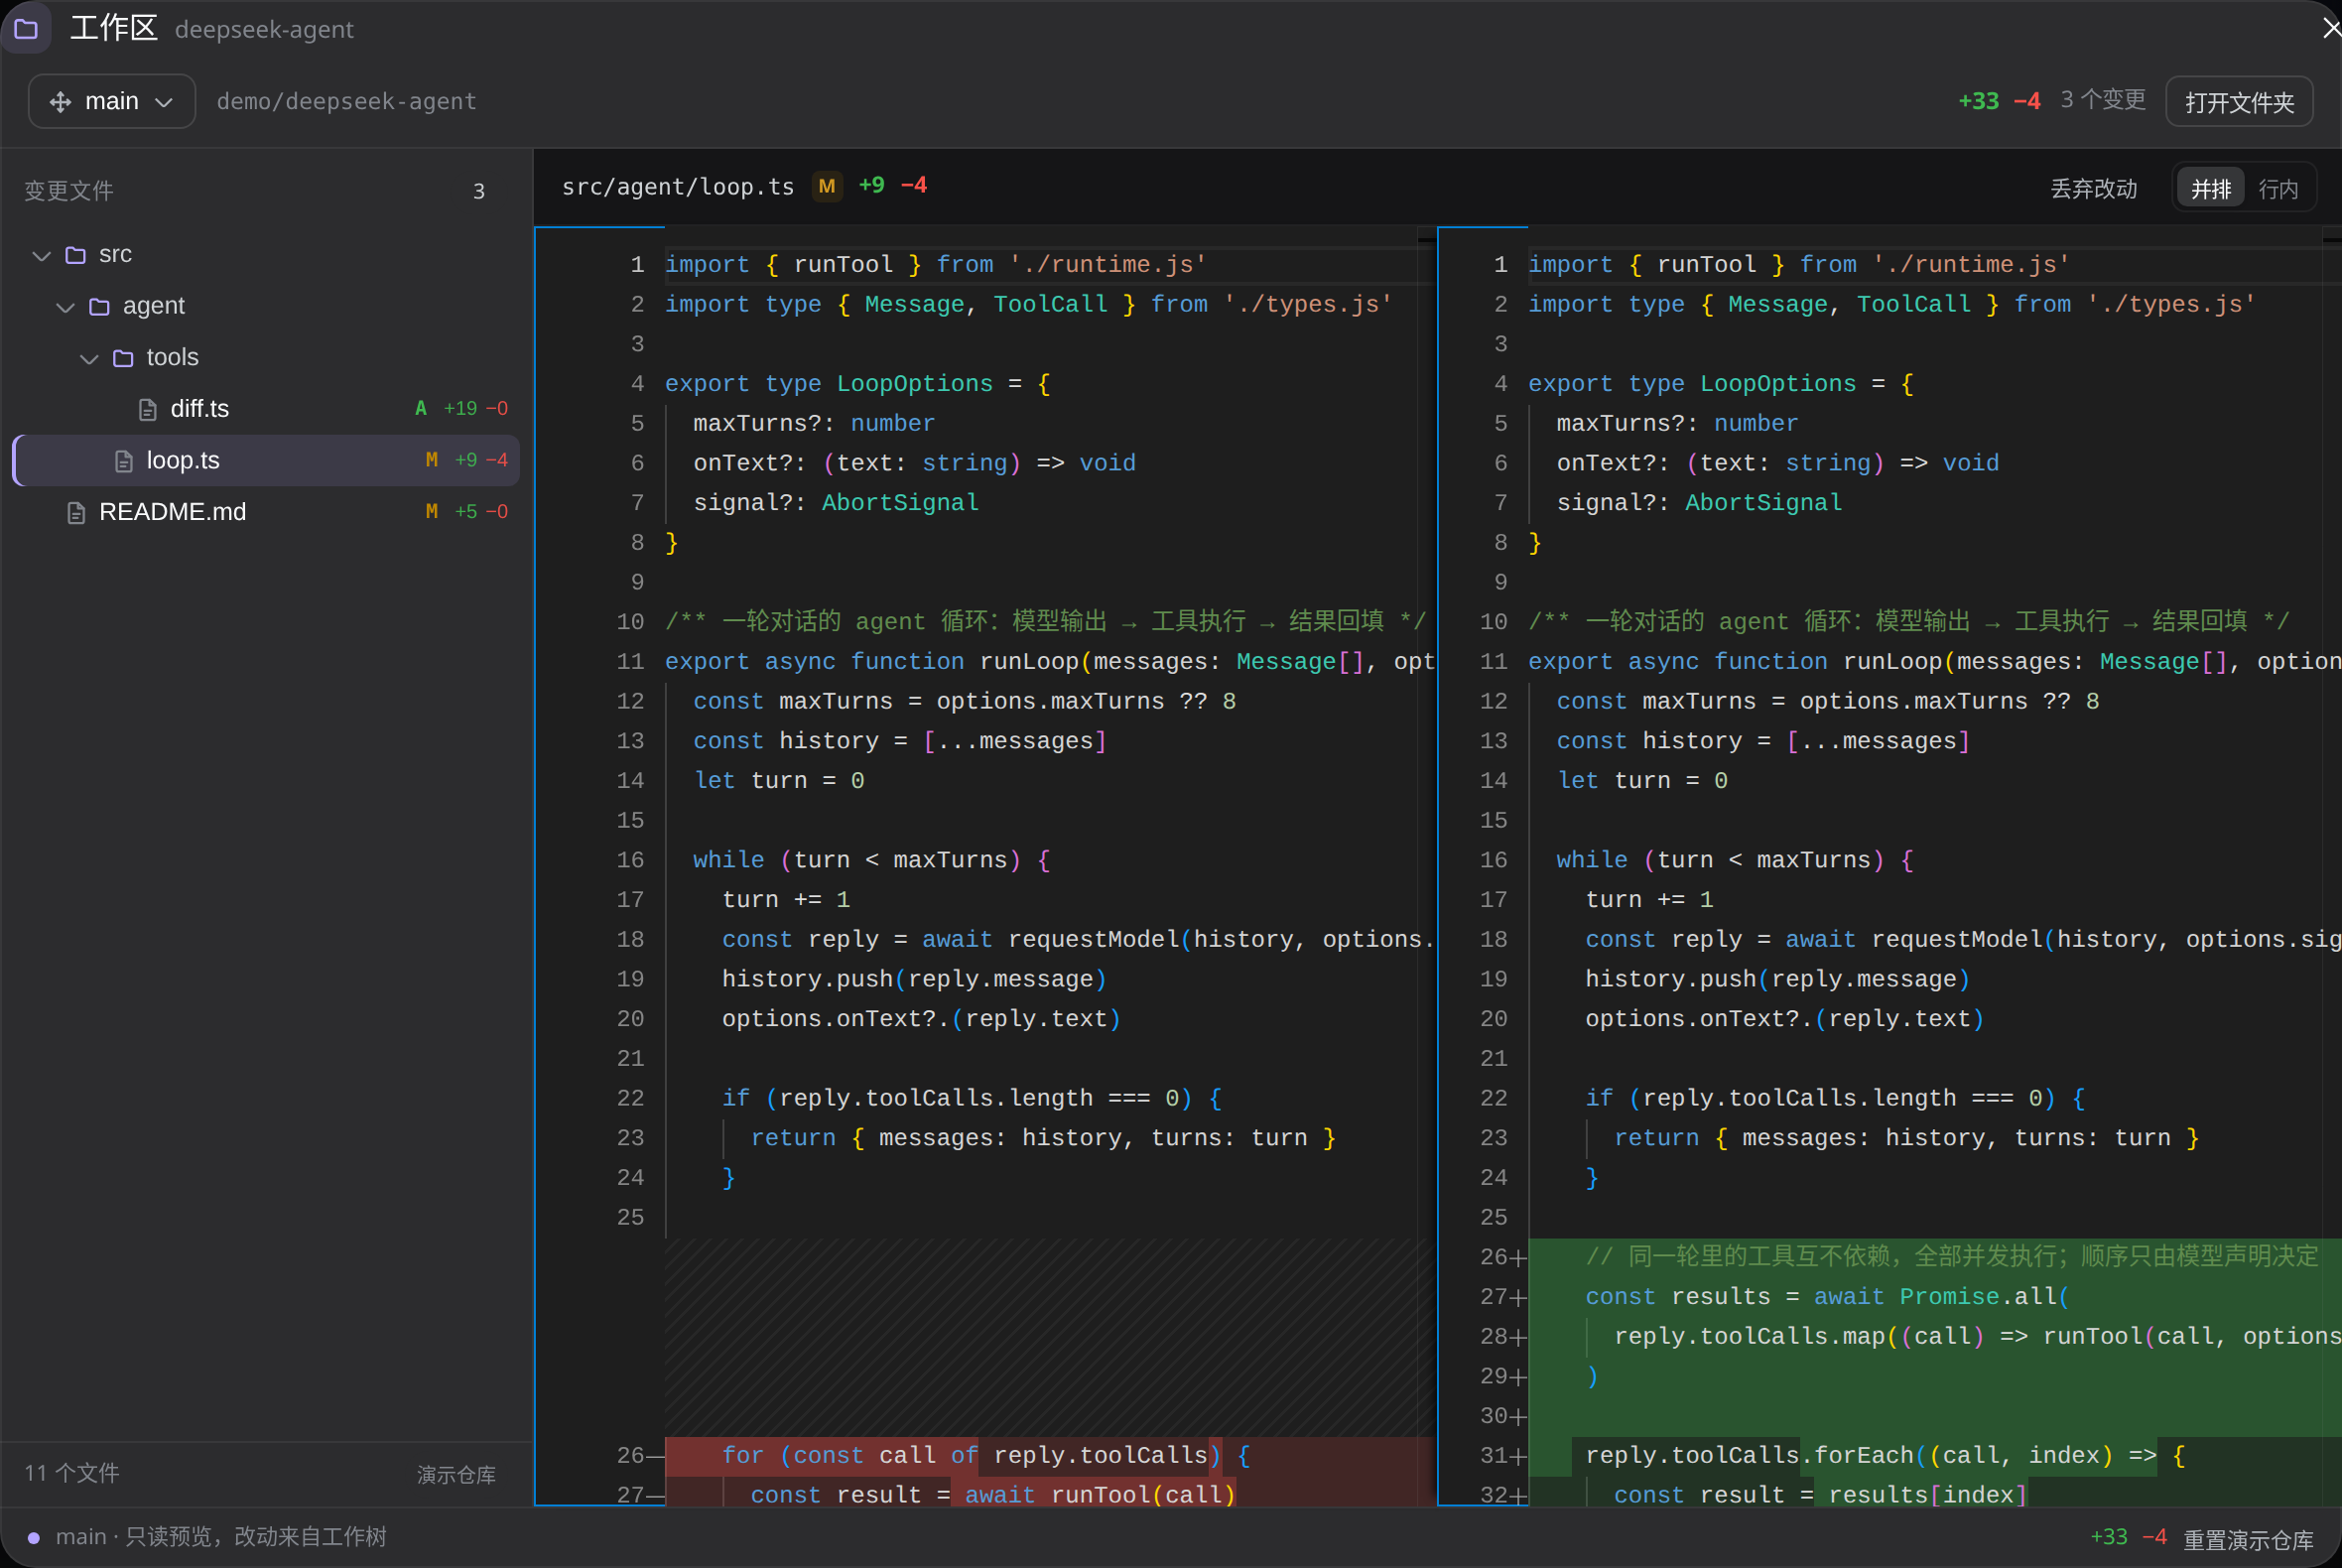 工作区 deepseek-agent
main demo/deepseek-agent +33 −4 3 个变更 打开文件夹
变更文件 3
src
agent
tools
diff.ts A +19 −0
loop.ts M +9 −4
README.md M +5 −0
11 个文件 演示仓库
src/agent/loop.ts M +9 −4 丢弃改动 并排 行内
1 import { runTool } from './runtime.js'
2 import type { Message, ToolCall } from './types.js'
3
4 export type LoopOptions = {
5 maxTurns?: number
6 onText?: (text: string) => void
7 signal?: AbortSignal
8 }
9
10 /** 一轮对话的 agent 循环：模型输出 → 工具执行 → 结果回填 */
11 export async function runLoop(messages: Message[], opt
12 const maxTurns = options.maxTurns ?? 8
13 const history = [...messages]
14 let turn = 0
15
16 while (turn < maxTurns) {
17 turn += 1
18 const reply = await requestModel(history, options.
19 history.push(reply.message)
20 options.onText?.(reply.text)
21
22 if (reply.toolCalls.length === 0) {
23 return { messages: history, turns: turn }
24 }
25
26— for (const call of reply.toolCalls) {
27— const result = await runTool(call)
1 import { runTool } from './runtime.js'
2 import type { Message, ToolCall } from './types.js'
3
4 export type LoopOptions = {
5 maxTurns?: number
6 onText?: (text: string) => void
7 signal?: AbortSignal
8 }
9
10 /** 一轮对话的 agent 循环：模型输出 → 工具执行 → 结果回填 */
11 export async function runLoop(messages: Message[], option
12 const maxTurns = options.maxTurns ?? 8
13 const history = [...messages]
14 let turn = 0
15
16 while (turn < maxTurns) {
17 turn += 1
18 const reply = await requestModel(history, options.sig
19 history.push(reply.message)
20 options.onText?.(reply.text)
21
22 if (reply.toolCalls.length === 0) {
23 return { messages: history, turns: turn }
24 }
25
26+ // 同一轮里的工具互不依赖，全部并发执行；顺序只由模型声明决定
27+ const results = await Promise.all(
28+ reply.toolCalls.map((call) => runTool(call, options
29+ )
30+
31+ reply.toolCalls.forEach((call, index) => {
32+ const result = results[index]
main · 只读预览，改动来自工作树 +33 −4 重置演示仓库